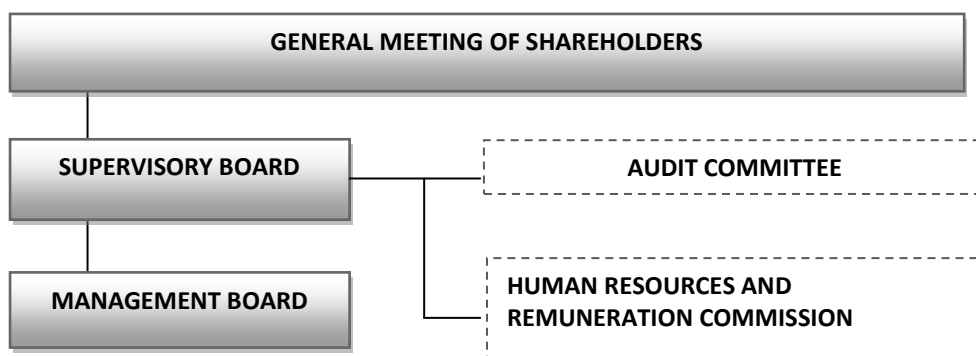 GENERAL MEETING OF SHAREHOLDERS
SUPERVISORY BOARD
AUDIT COMMITTEE
MANAGEMENT BOARD
HUMAN RESOURCES AND
REMUNERATION COMMISSION